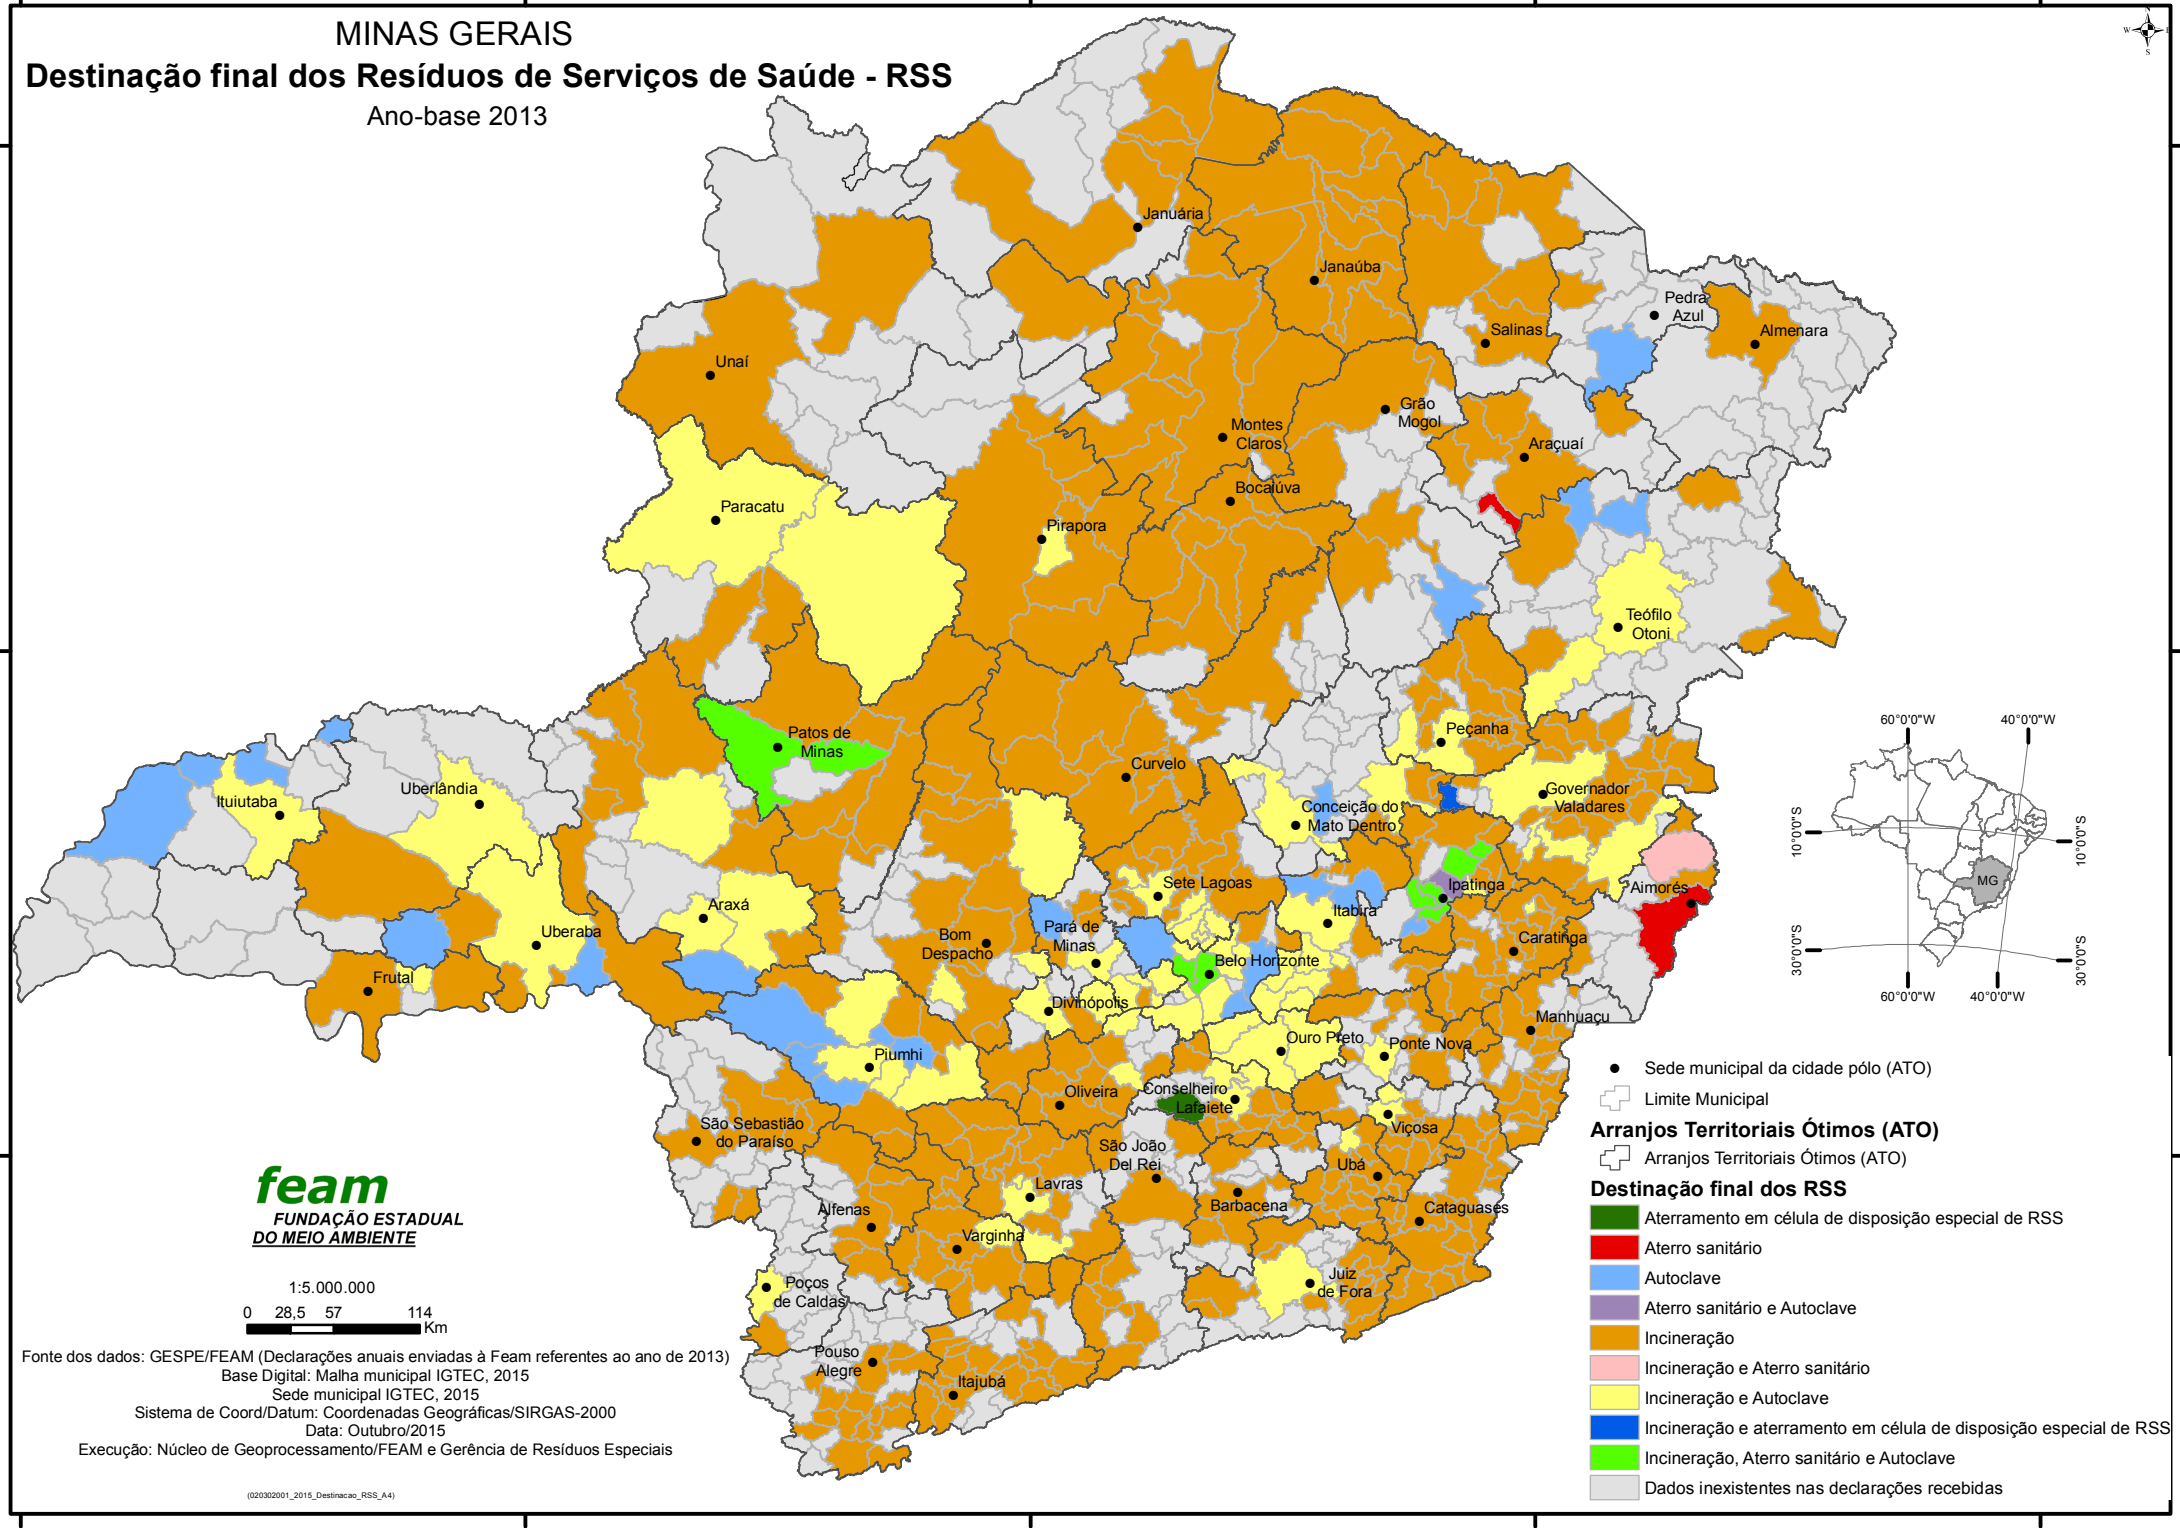 MINAS GERAIS
Destinação final dos Resíduos de Serviços de Saúde - RSS
Ano-base 2013
N
W E
S
Januária
Janaúba
Pedra
Azul
Almenara
Salinas
Unaí
Grão
Mogol
Montes
Claros
Araçuaí
Bocaiúva
Paracatu
Pirapora
Teófilo
Otoni
Patos de
Minas
Peçanha
Curvelo
Uberlândia
Ituiutaba
Governador
Valadares
Conceição do
Mato Dentro
Sete Lagoas
Ipatinga
Aimorés
Araxá
Itabira
Pará de
Minas
Bom
Despacho
Uberaba
Caratinga
Belo Horizonte
Frutal
Divinópolis
Manhuaçu
Ouro Preto
Ponte Nova
Piumhi
Oliveira
Conselheiro
Lafaiete
Viçosa
São Sebastião
do Paraíso
São João
Del Rei
Ubá
Lavras
Barbacena
Cataguases
Alfenas
Varginha
Juiz
de Fora
Poços
de Caldas
Pouso
Alegre
Itajubá
60°0'0"W 40°0'0"W
10°0'0"S 10°0'0"S
MG
30°0'0"S 30°0'0"S
60°0'0"W 40°0'0"W
Sede municipal da cidade pólo (ATO)
Limite Municipal
Arranjos Territoriais Ótimos (ATO)
Arranjos Territoriais Ótimos (ATO)
Destinação final dos RSS
Aterramento em célula de disposição especial de RSS
Aterro sanitário
Autoclave
Aterro sanitário e Autoclave
Incineração
Incineração e Aterro sanitário
Incineração e Autoclave
Incineração e aterramento em célula de disposição especial de RSS
Incineração, Aterro sanitário e Autoclave
Dados inexistentes nas declarações recebidas
feam
FUNDAÇÃO ESTADUAL
DO MEIO AMBIENTE
1:5.000.000
0 28,5 57 114
Km
Fonte dos dados: GESPE/FEAM (Declarações anuais enviadas à Feam referentes ao ano de 2013)
Base Digital: Malha municipal IGTEC, 2015
Sede municipal IGTEC, 2015
Sistema de Coord/Datum: Coordenadas Geográficas/SIRGAS-2000
Data: Outubro/2015
Execução: Núcleo de Geoprocessamento/FEAM e Gerência de Resíduos Especiais
(020302001_2015_Destinacao_RSS_A4)